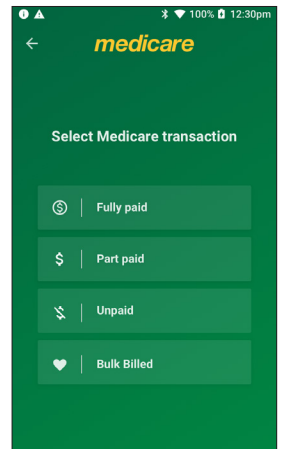 100% 12:30pm
medicare
Select Medicare transaction
Fully paid
Part paid
Unpaid
Bulk Billed